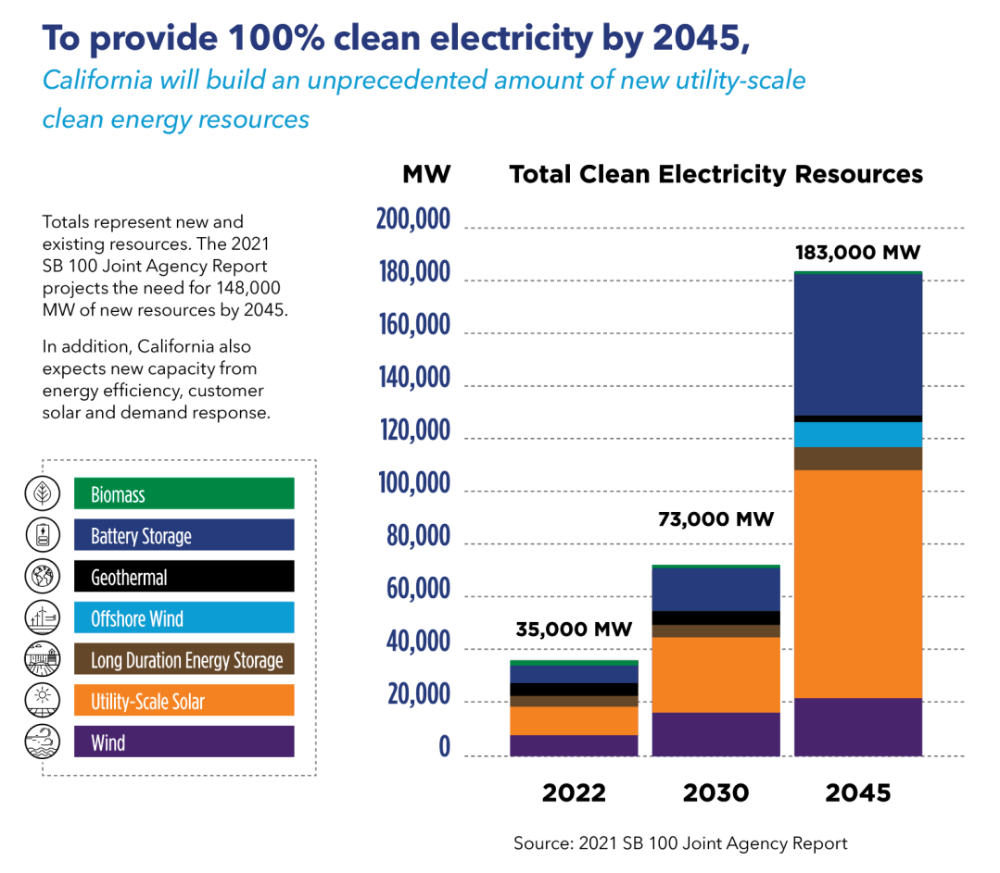 To provide 100% clean electricity by 2045,
California will build an unprecedented amount of new utility-scale
clean energy resources
Totals represent new and
existing resources. The 2021
SB 100 Joint Agency Report
projects the need for 148,000
MW of new resources by 2045.
In addition, California also
expects new capacity from
energy efficiency, customer
solar and demand response.
Biomass
Battery Storage
Geothermal
Offshore Wind
Long Duration Energy Storage
Utility-Scale Solar
Wind
MW
Total Clean Electricity Resources
200,000
180,000
160,000
140,000
120,000
100,000
80,000
60,000
40,000
20,000
0
35,000 MW
73,000 MW
183,000 MW
2022
2030
2045
Source: 2021 SB 100 Joint Agency Report